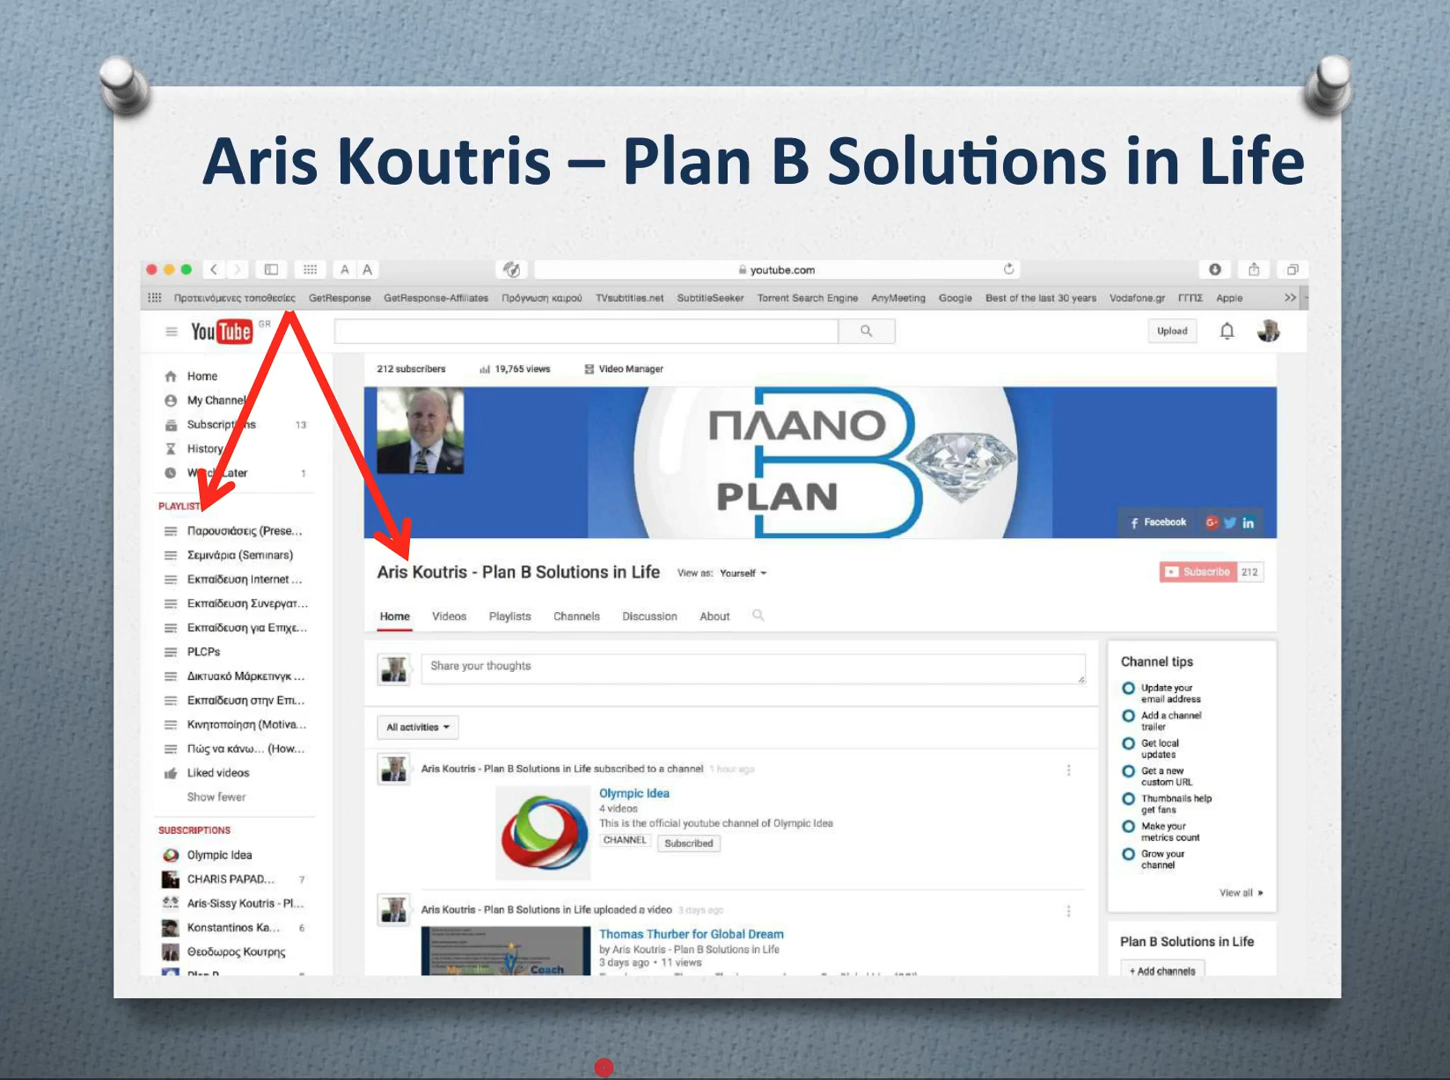 Aris Koutris – Plan B Solutions in Life
A A
youtube.com
Προτεινόμενες τοποθεσίες GetResponse GetResponse-Affiliates Πρόγνωση καιρού TVsubtitles.net SubtitleSeeker Torrent Search Engine AnyMeeting Google Best of the last 30 years Vodafone.gr ΓΓΠΣ Apple >>
YouTube GR
Upload
Home
My Channel
Subscriptions 13
History
Watch Later 1
PLAYLISTS
Παρουσιάσεις (Prese...
Σεμινάρια (Seminars)
Εκπαίδευση Internet ...
Εκπαίδευση Συνεργατ...
Εκπαίδευση για Επιχε...
PLCPs
Δικτυακό Μάρκετινγκ ...
Εκπαίδευση στην Επι...
Κινητοποίηση (Motiva...
Πώς να κάνω... (How...
Liked videos
Show fewer
SUBSCRIPTIONS
Olympic Idea
CHARIS PAPAD... 7
Aris-Sissy Koutris - Pl...
Konstantinos Ka... 6
Θεοδωρος Κουτρης
Plan B
212 subscribers 19,765 views Video Manager
ΠΛΑΝΟ
B
PLAN
Facebook
Aris Koutris - Plan B Solutions in Life View as: Yourself
Subscribe 212
Home Videos Playlists Channels Discussion About
Share your thoughts
All activities
Aris Koutris - Plan B Solutions in Life subscribed to a channel 1 hour ago
Olympic Idea
4 videos
This is the official youtube channel of Olympic Idea
CHANNEL Subscribed
Aris Koutris - Plan B Solutions in Life uploaded a video 3 days ago
Thomas Thurber for Global Dream
by Aris Koutris - Plan B Solutions in Life
3 days ago • 11 views
Coach
Channel tips
Update your
email address
Add a channel
trailer
Get local
updates
Get a new
custom URL
Thumbnails help
get fans
Make your
metrics count
Grow your
channel
View all »
Plan B Solutions in Life
+ Add channels